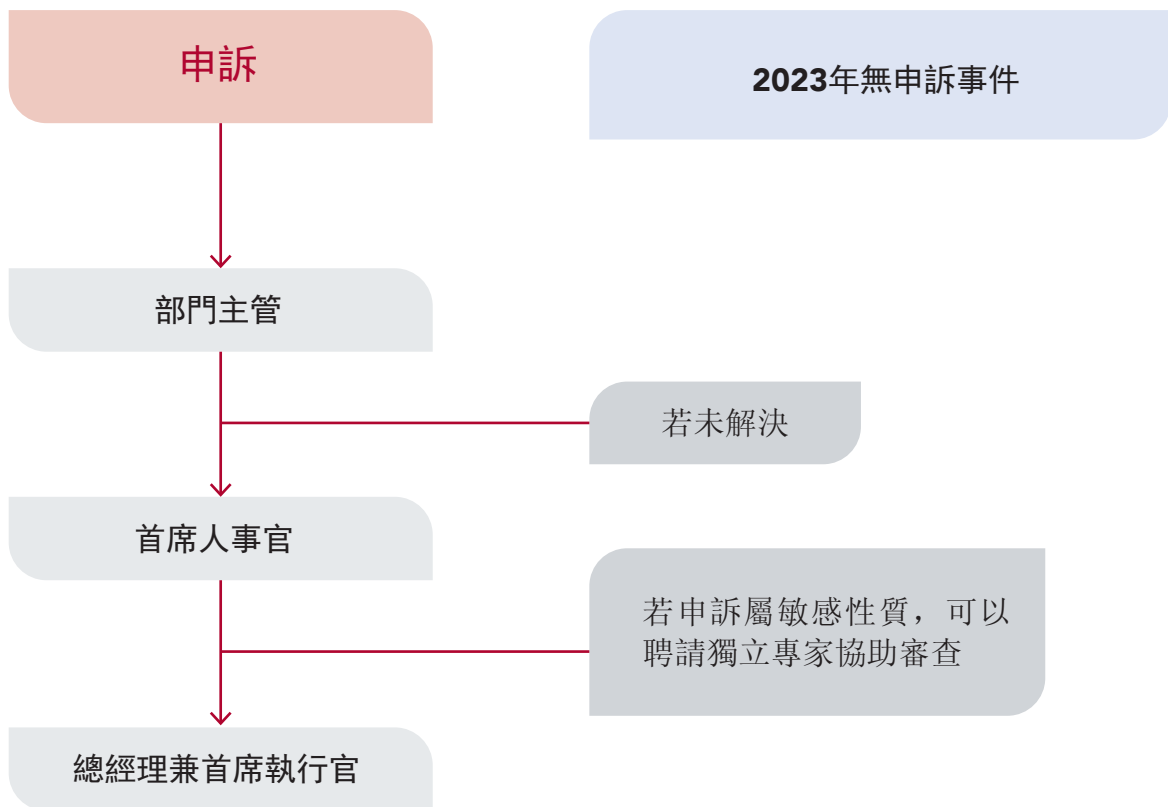 申訴
2023年無申訴事件
部門主管
若未解決
首席人事官
若申訴屬敏感性質，可以
聘請獨立專家協助審查
總經理兼首席執行官